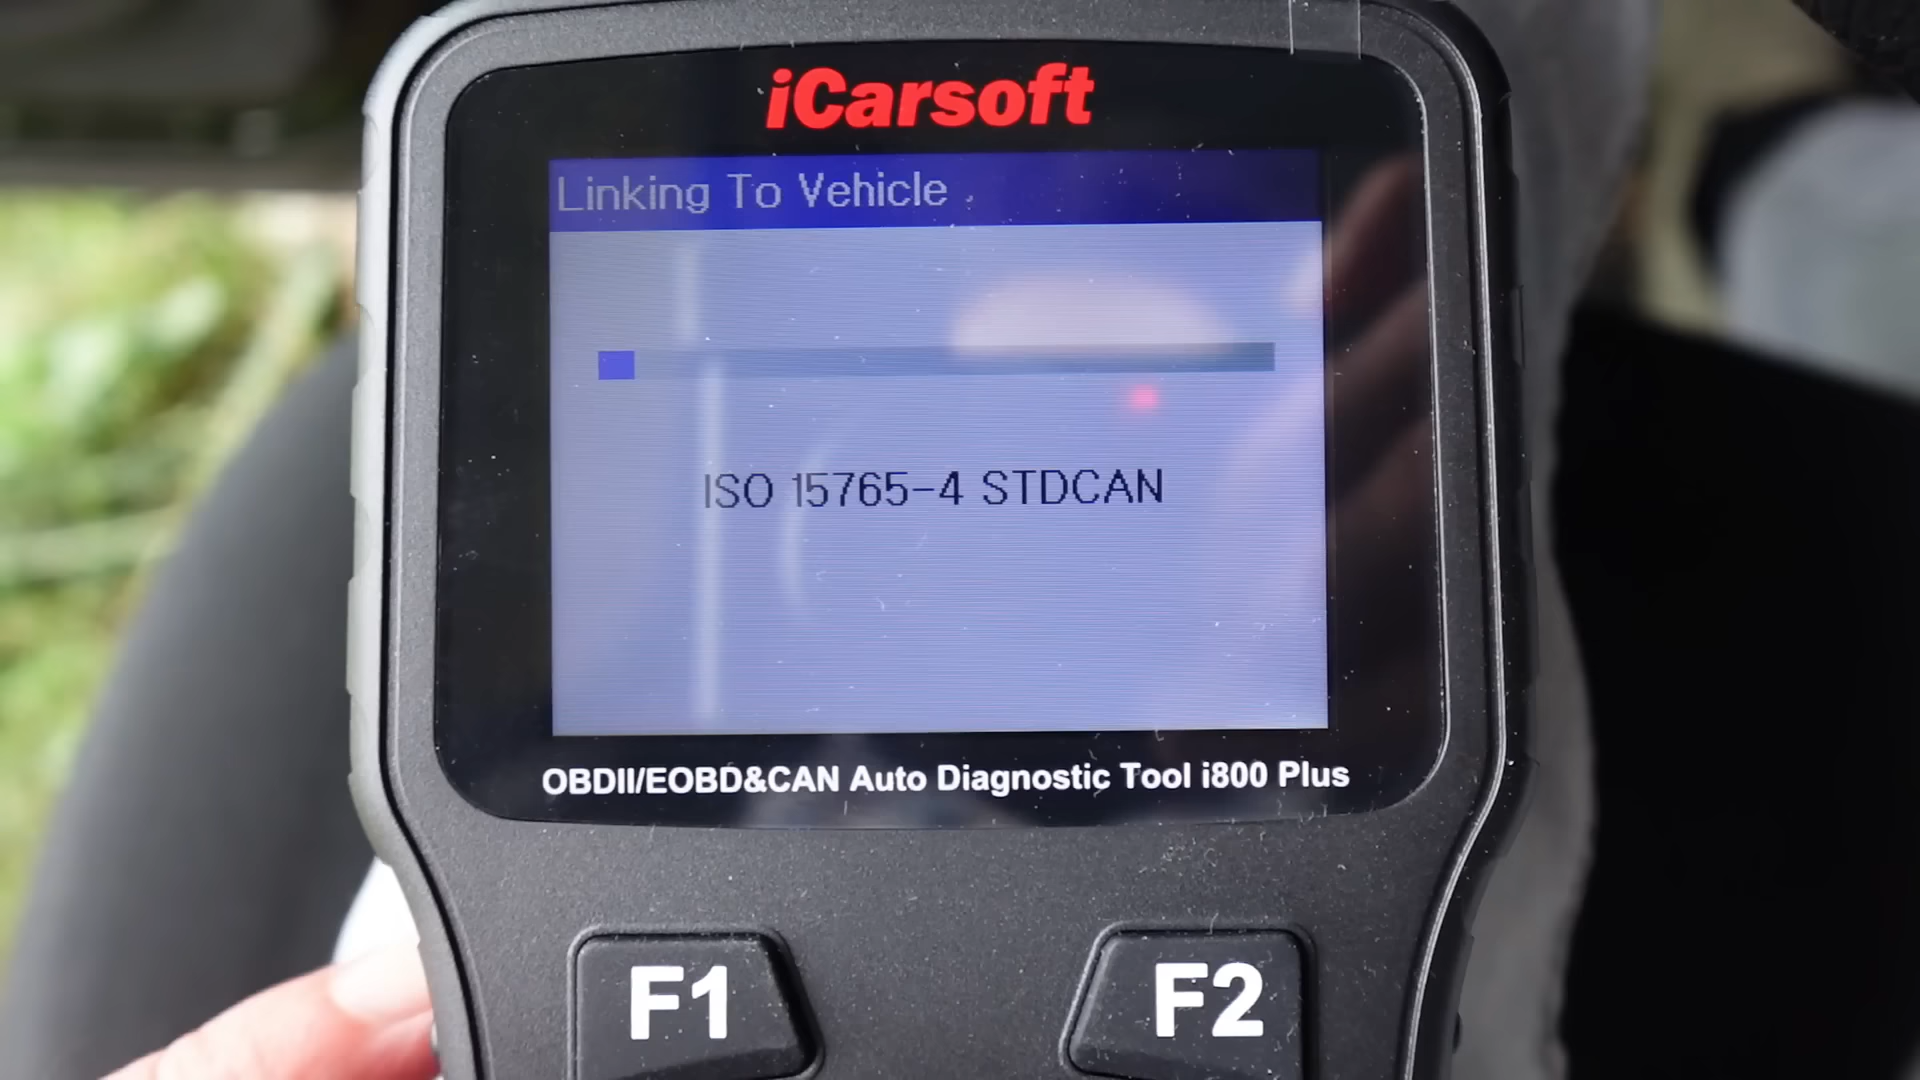 iCarsoft
Linking To Vehicle
ISO 15765-4 STDCAN
OBDII/EOBD&CAN Auto Diagnostic Tool i800 Plus
F1
F2